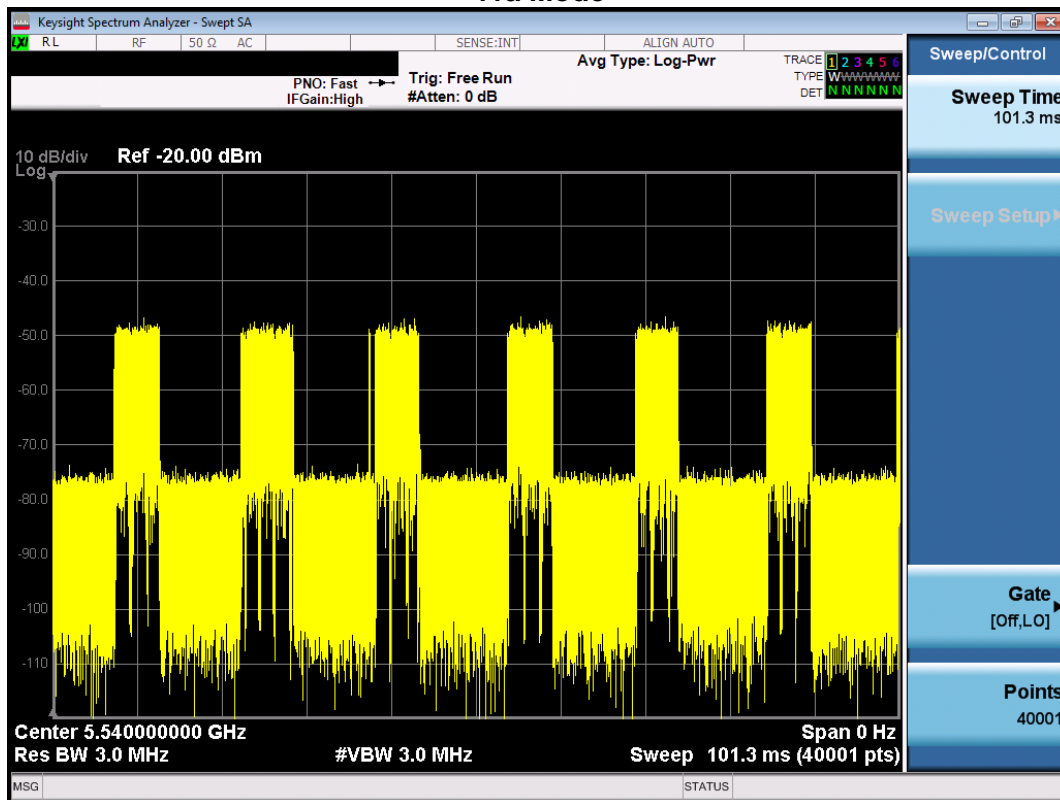 Keysight Spectrum Analyzer - Swept SA
LXI RL RF 50 Ω AC SENSE:INT ALIGN AUTO
PNO: Fast
IFGain:High
Trig: Free Run
#Atten: 0 dB
Avg Type: Log-Pwr
TRACE 1 2 3 4 5 6
TYPE WWWWWWW
DET N N N N N N
10 dB/div
Log
Ref -20.00 dBm
-30.0
-40.0
-50.0
-60.0
-70.0
-80.0
-90.0
-100
-110
Center 5.540000000 GHz Span 0 Hz
Res BW 3.0 MHz #VBW 3.0 MHz Sweep 101.3 ms (40001 pts)
MSG STATUS
Sweep/Control
Sweep Time
101.3 ms
Sweep Setup
Gate
[Off,LO]
Points
40001